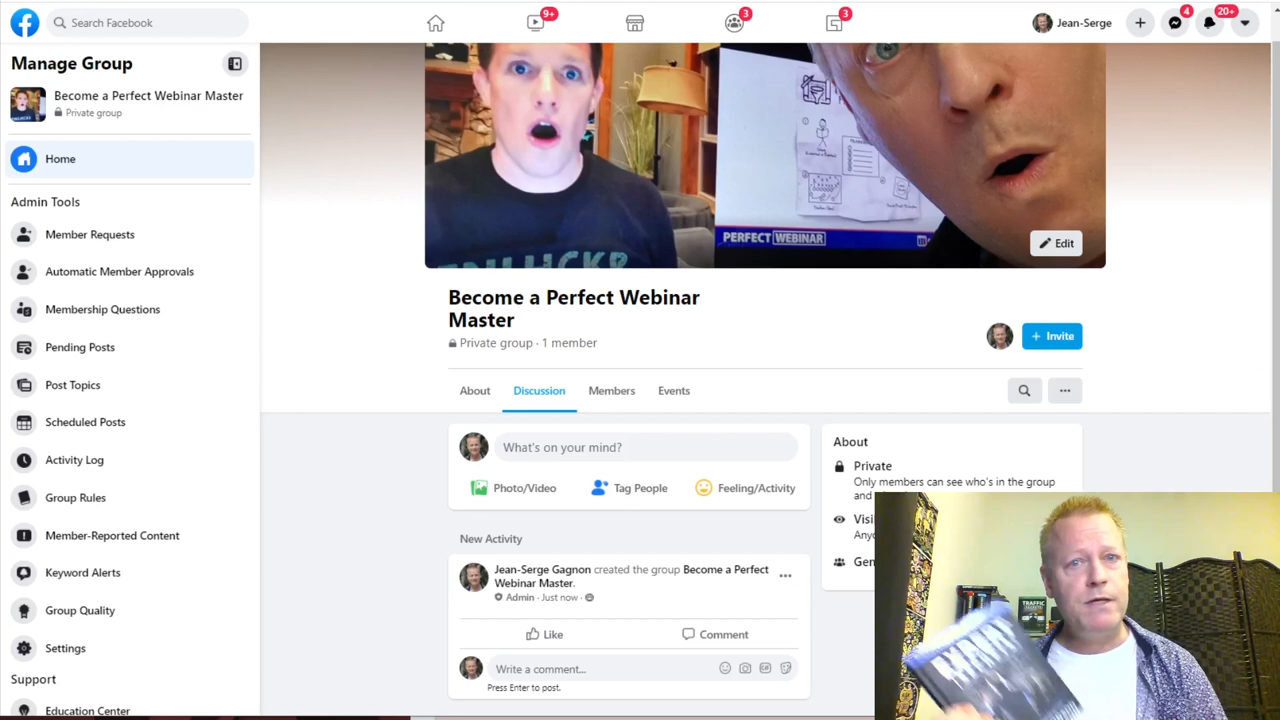 Search Facebook
9+
3
3
Jean-Serge
4
20+
Manage Group
Become a Perfect Webinar Master
Private group
Home
Admin Tools
Member Requests
Automatic Member Approvals
Membership Questions
Pending Posts
Post Topics
Scheduled Posts
Activity Log
Group Rules
Member-Reported Content
Keyword Alerts
Group Quality
Settings
Support
Education Center
PERFECT WEBINAR
Edit
Become a Perfect Webinar
Master
Private group · 1 member
+ Invite
About
Discussion
Members
Events
What's on your mind?
Photo/Video
Tag People
Feeling/Activity
New Activity
Jean-Serge Gagnon created the group Become a Perfect
Webinar Master.
Admin · Just now ·
Like
Comment
Write a comment...
GIF
Press Enter to post.
About
Private
Only members can see who's in the group
and
TRAFFIC
SECRETS